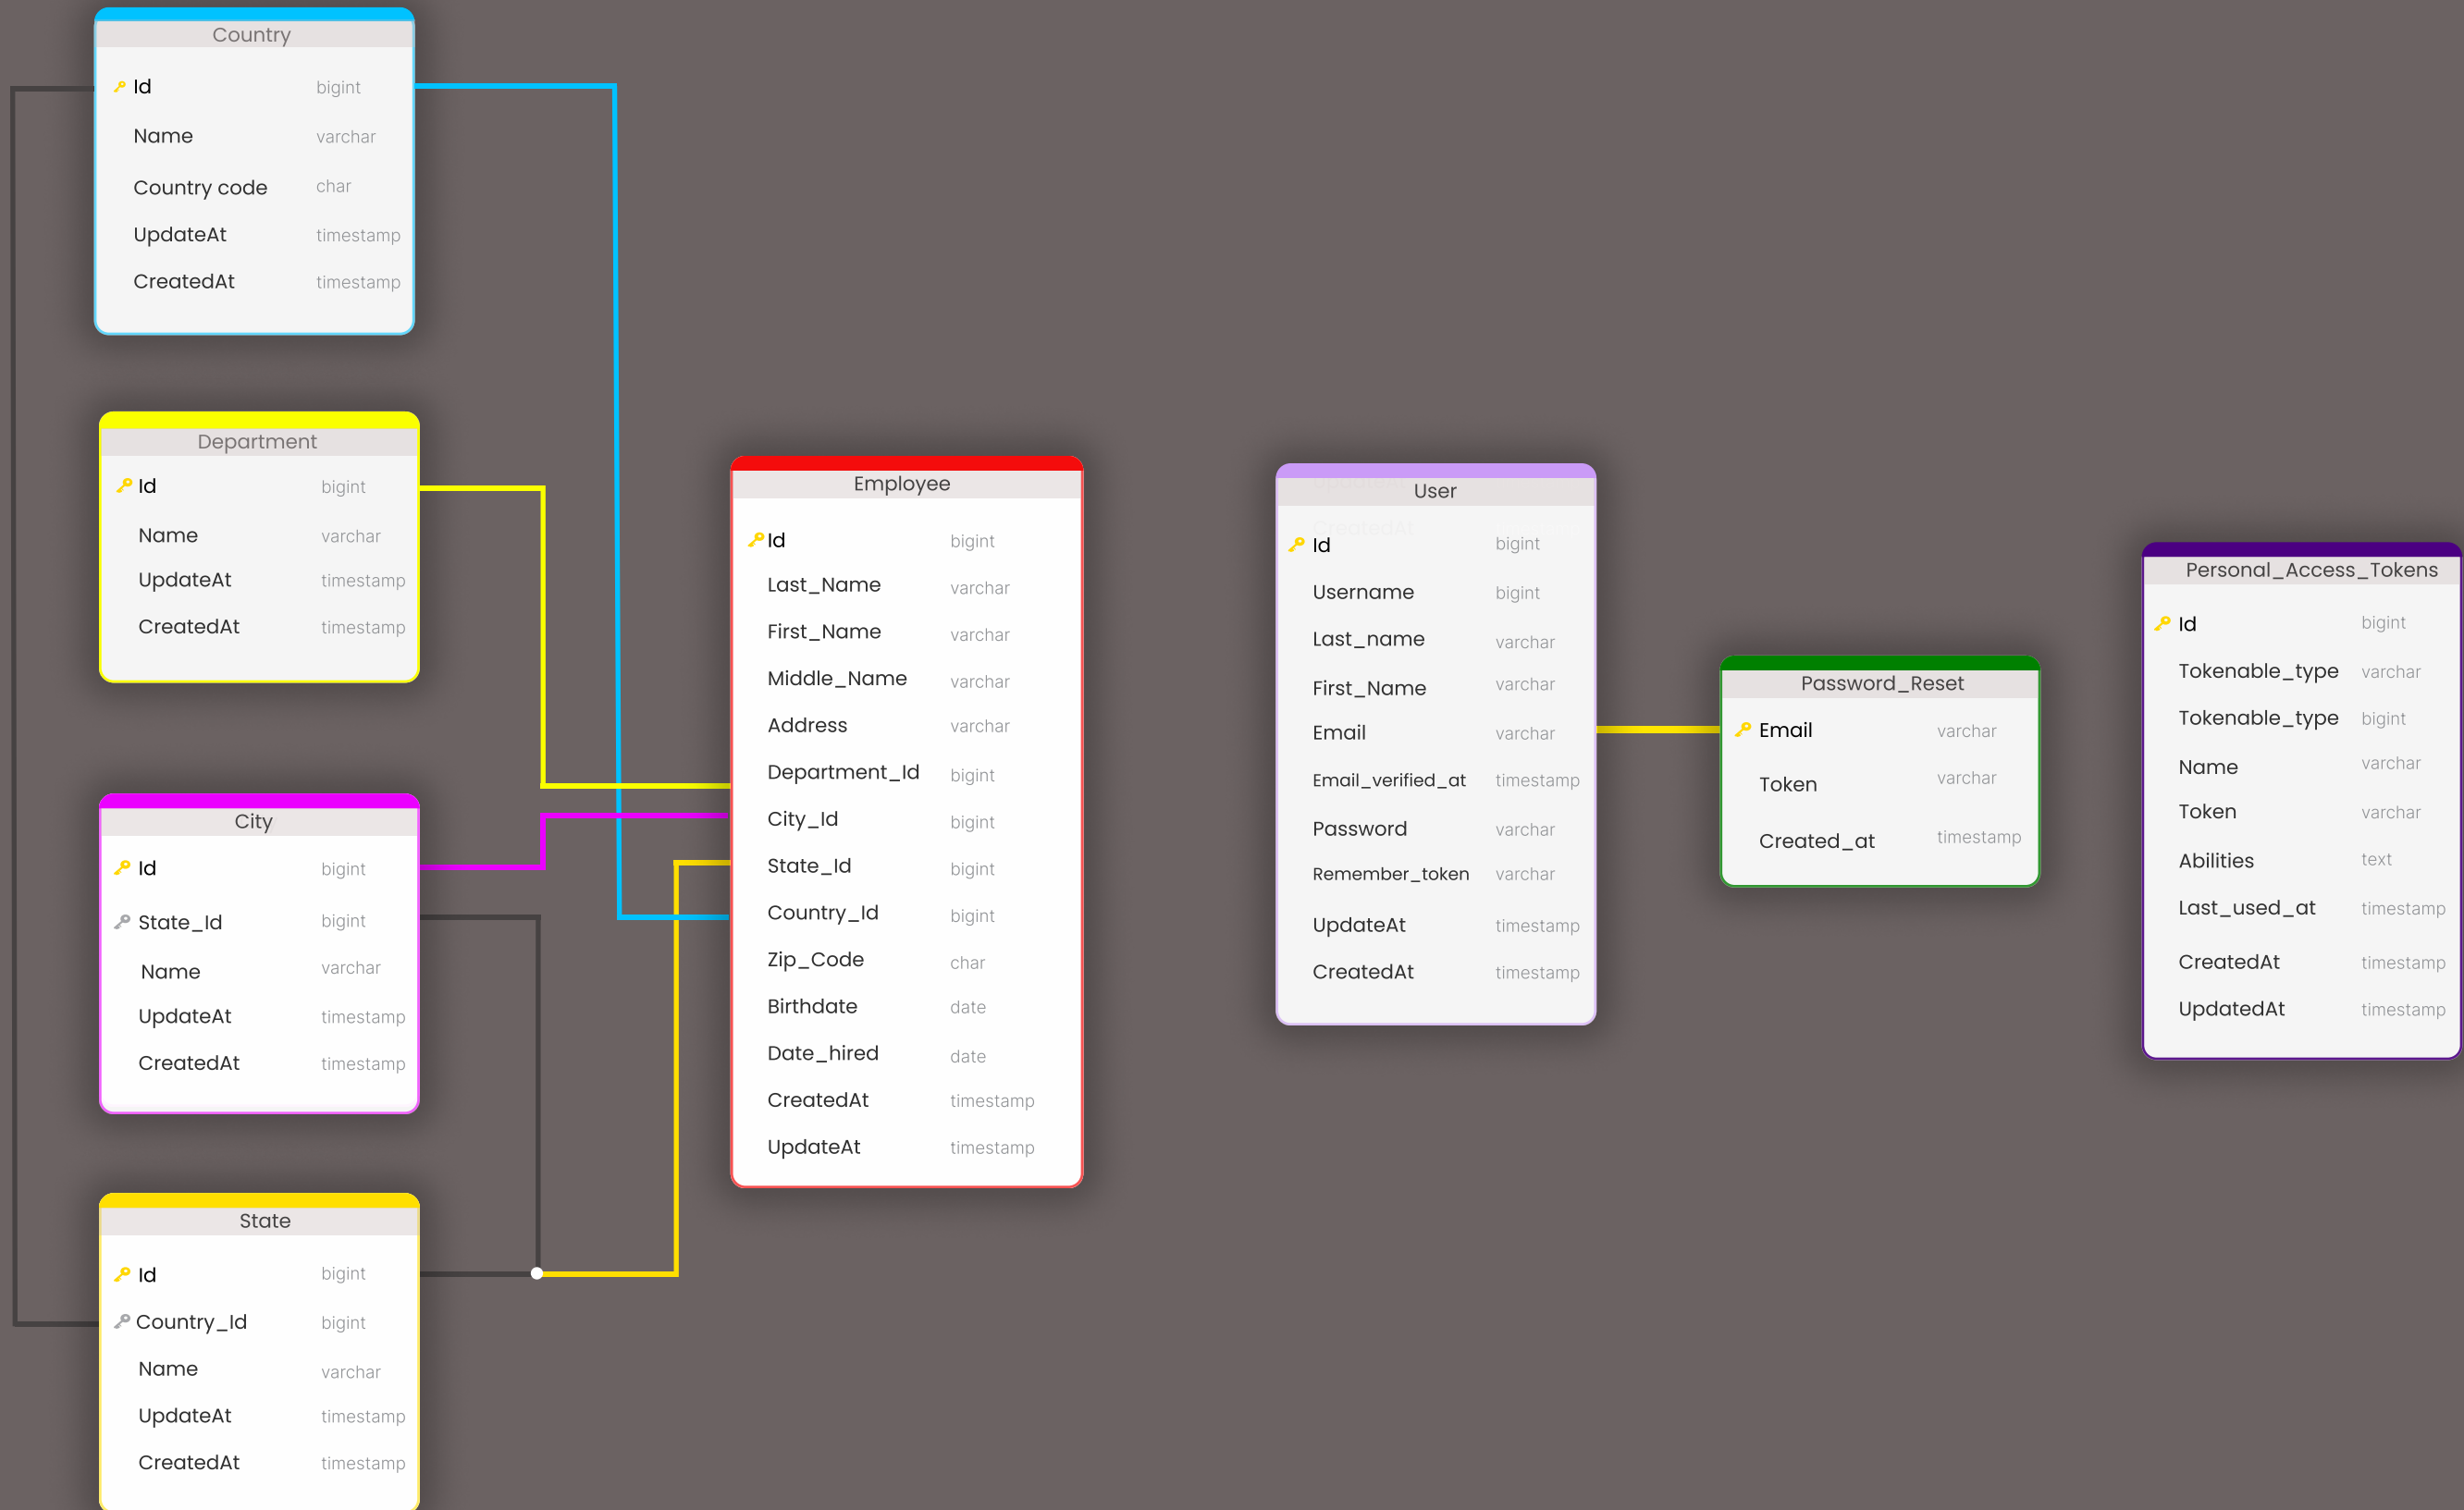 Country
Id bigint
Name varchar
Country code char
UpdateAt timestamp
CreatedAt timestamp
Department
Id bigint
Name varchar
UpdateAt timestamp
CreatedAt timestamp
City
Id bigint
State_Id bigint
Name varchar
UpdateAt timestamp
CreatedAt timestamp
State
Id bigint
Country_Id bigint
Name varchar
UpdateAt timestamp
CreatedAt timestamp
Employee
Id bigint
Last_Name varchar
First_Name varchar
Middle_Name varchar
Address varchar
Department_Id bigint
City_Id bigint
State_Id bigint
Country_Id bigint
Zip_Code char
Birthdate date
Date_hired date
CreatedAt timestamp
UpdateAt timestamp
User
CreatedAt
Id bigint
Username bigint
Last_name varchar
First_Name varchar
Email varchar
Email_verified_at timestamp
Password varchar
Remember_token varchar
UpdateAt timestamp
CreatedAt timestamp
Password_Reset
Email varchar
Token varchar
Created_at timestamp
Personal_Access_Tokens
Id bigint
Tokenable_type varchar
Tokenable_type bigint
Name varchar
Token varchar
Abilities text
Last_used_at timestamp
CreatedAt timestamp
UpdatedAt timestamp